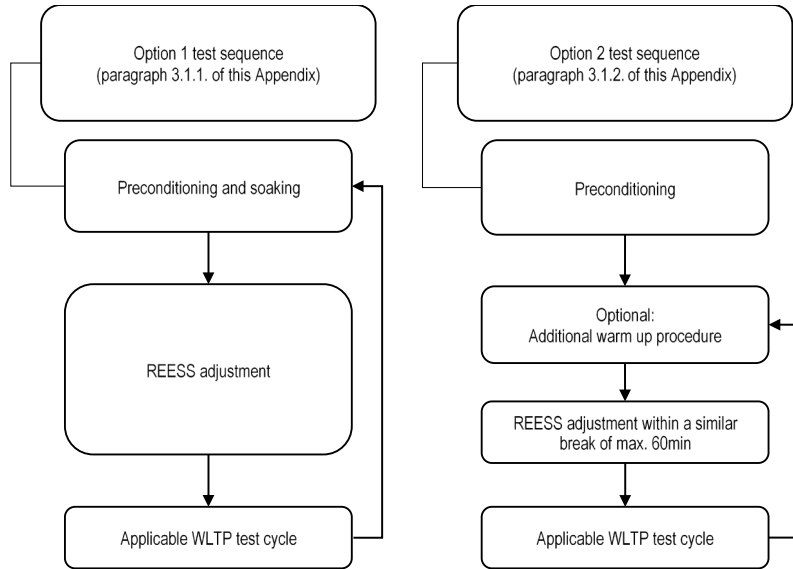 Option 1 test sequence
(paragraph 3.1.1. of this Appendix)
Preconditioning and soaking
REESS adjustment
Applicable WLTP test cycle
Option 2 test sequence
(paragraph 3.1.2. of this Appendix)
Preconditioning
Optional:
Additional warm up procedure
REESS adjustment within a similar
break of max. 60min
Applicable WLTP test cycle